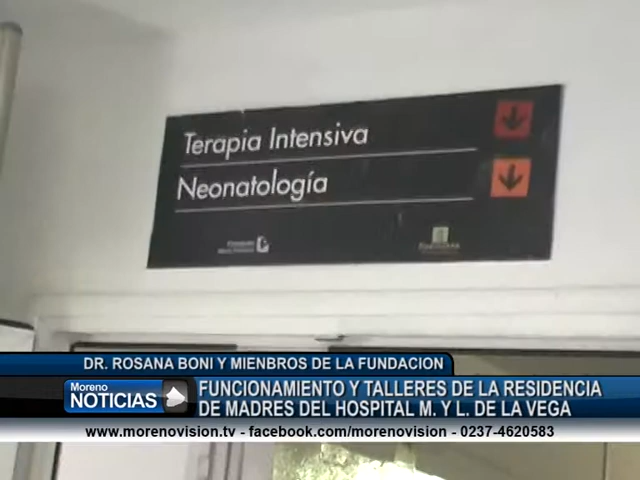 Terapia Intensiva
Neonatología
DR. ROSANA BONI Y MIENBROS DE LA FUNDACION
Moreno
NOTICIAS
FUNCIONAMIENTO Y TALLERES DE LA RESIDENCIA
DE MADRES DEL HOSPITAL M. Y L. DE LA VEGA
www.morenovision.tv - facebook.com/morenovision - 0237-4620583